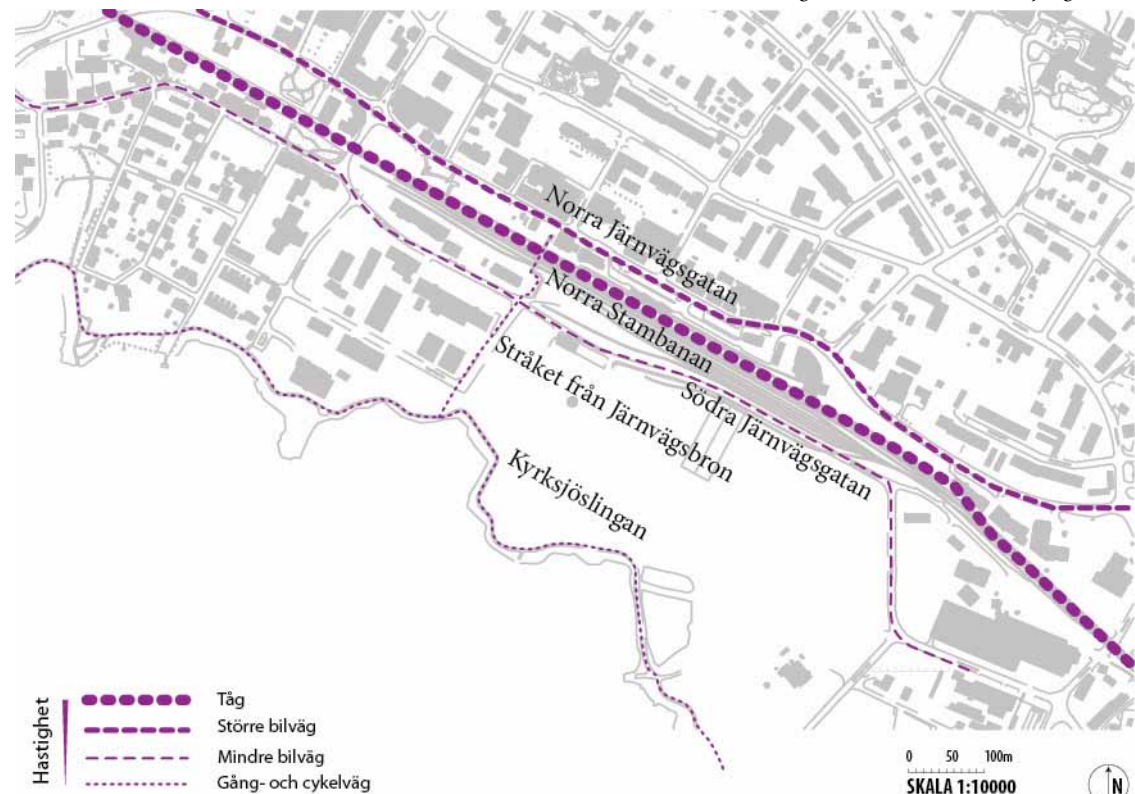 Norra Järnvägsgatan
Norra Stambanan
Stråket från Järnvägsbron
Södra Järnvägsgatan
Kyrksjöslingan
Hastighet
Tåg
Större bilväg
Mindre bilväg
Gång- och cykelväg
0 50 100m
SKALA 1:10000
N